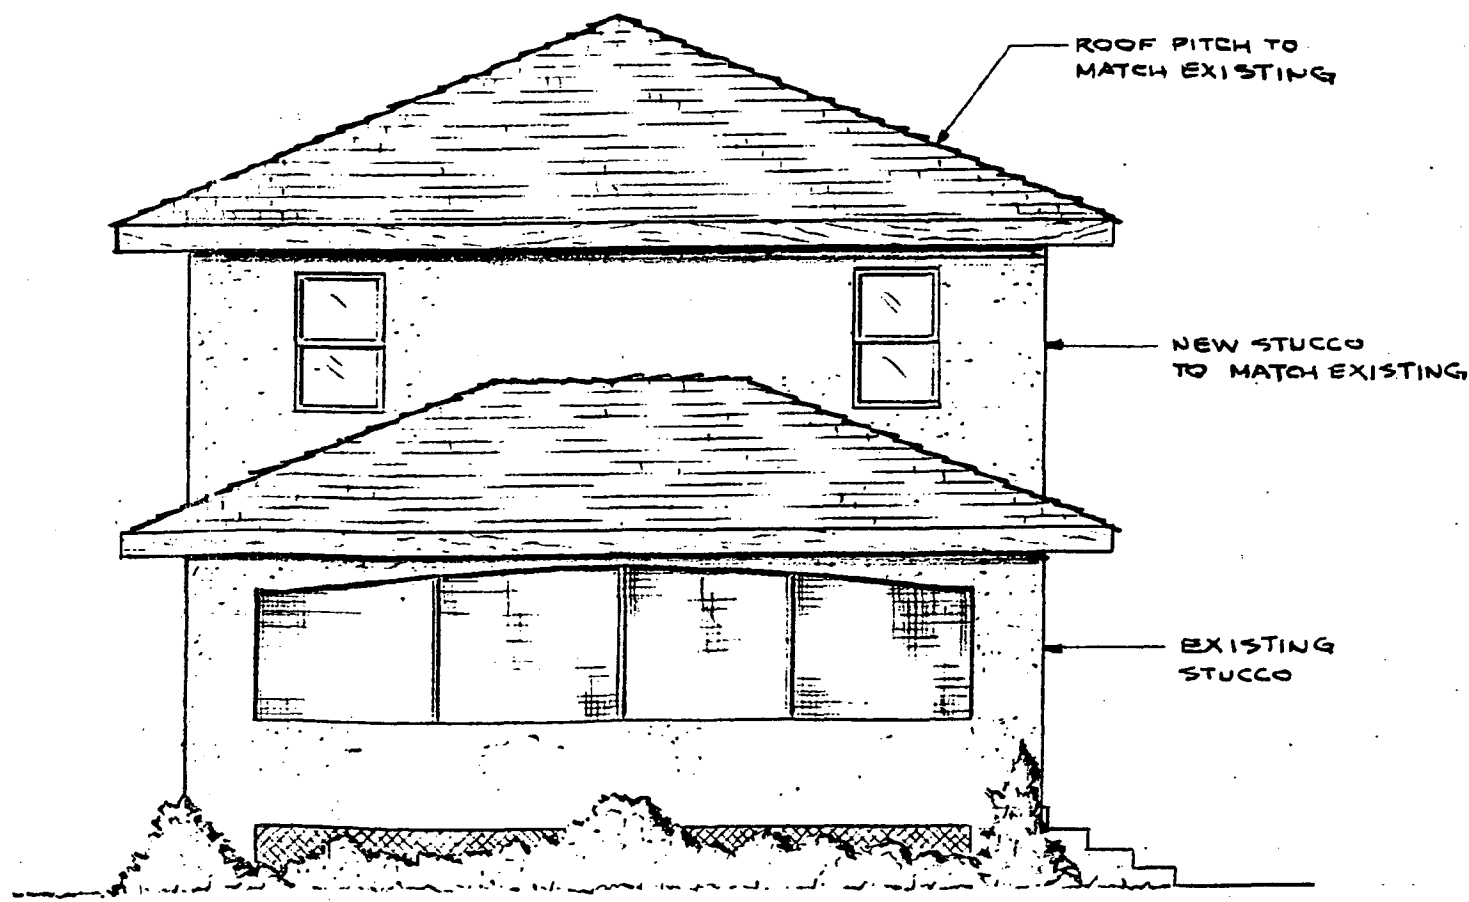 ROOF PITCH TO
MATCH EXISTING
NEW STUCCO
TO MATCH EXISTING
EXISTING
STUCCO